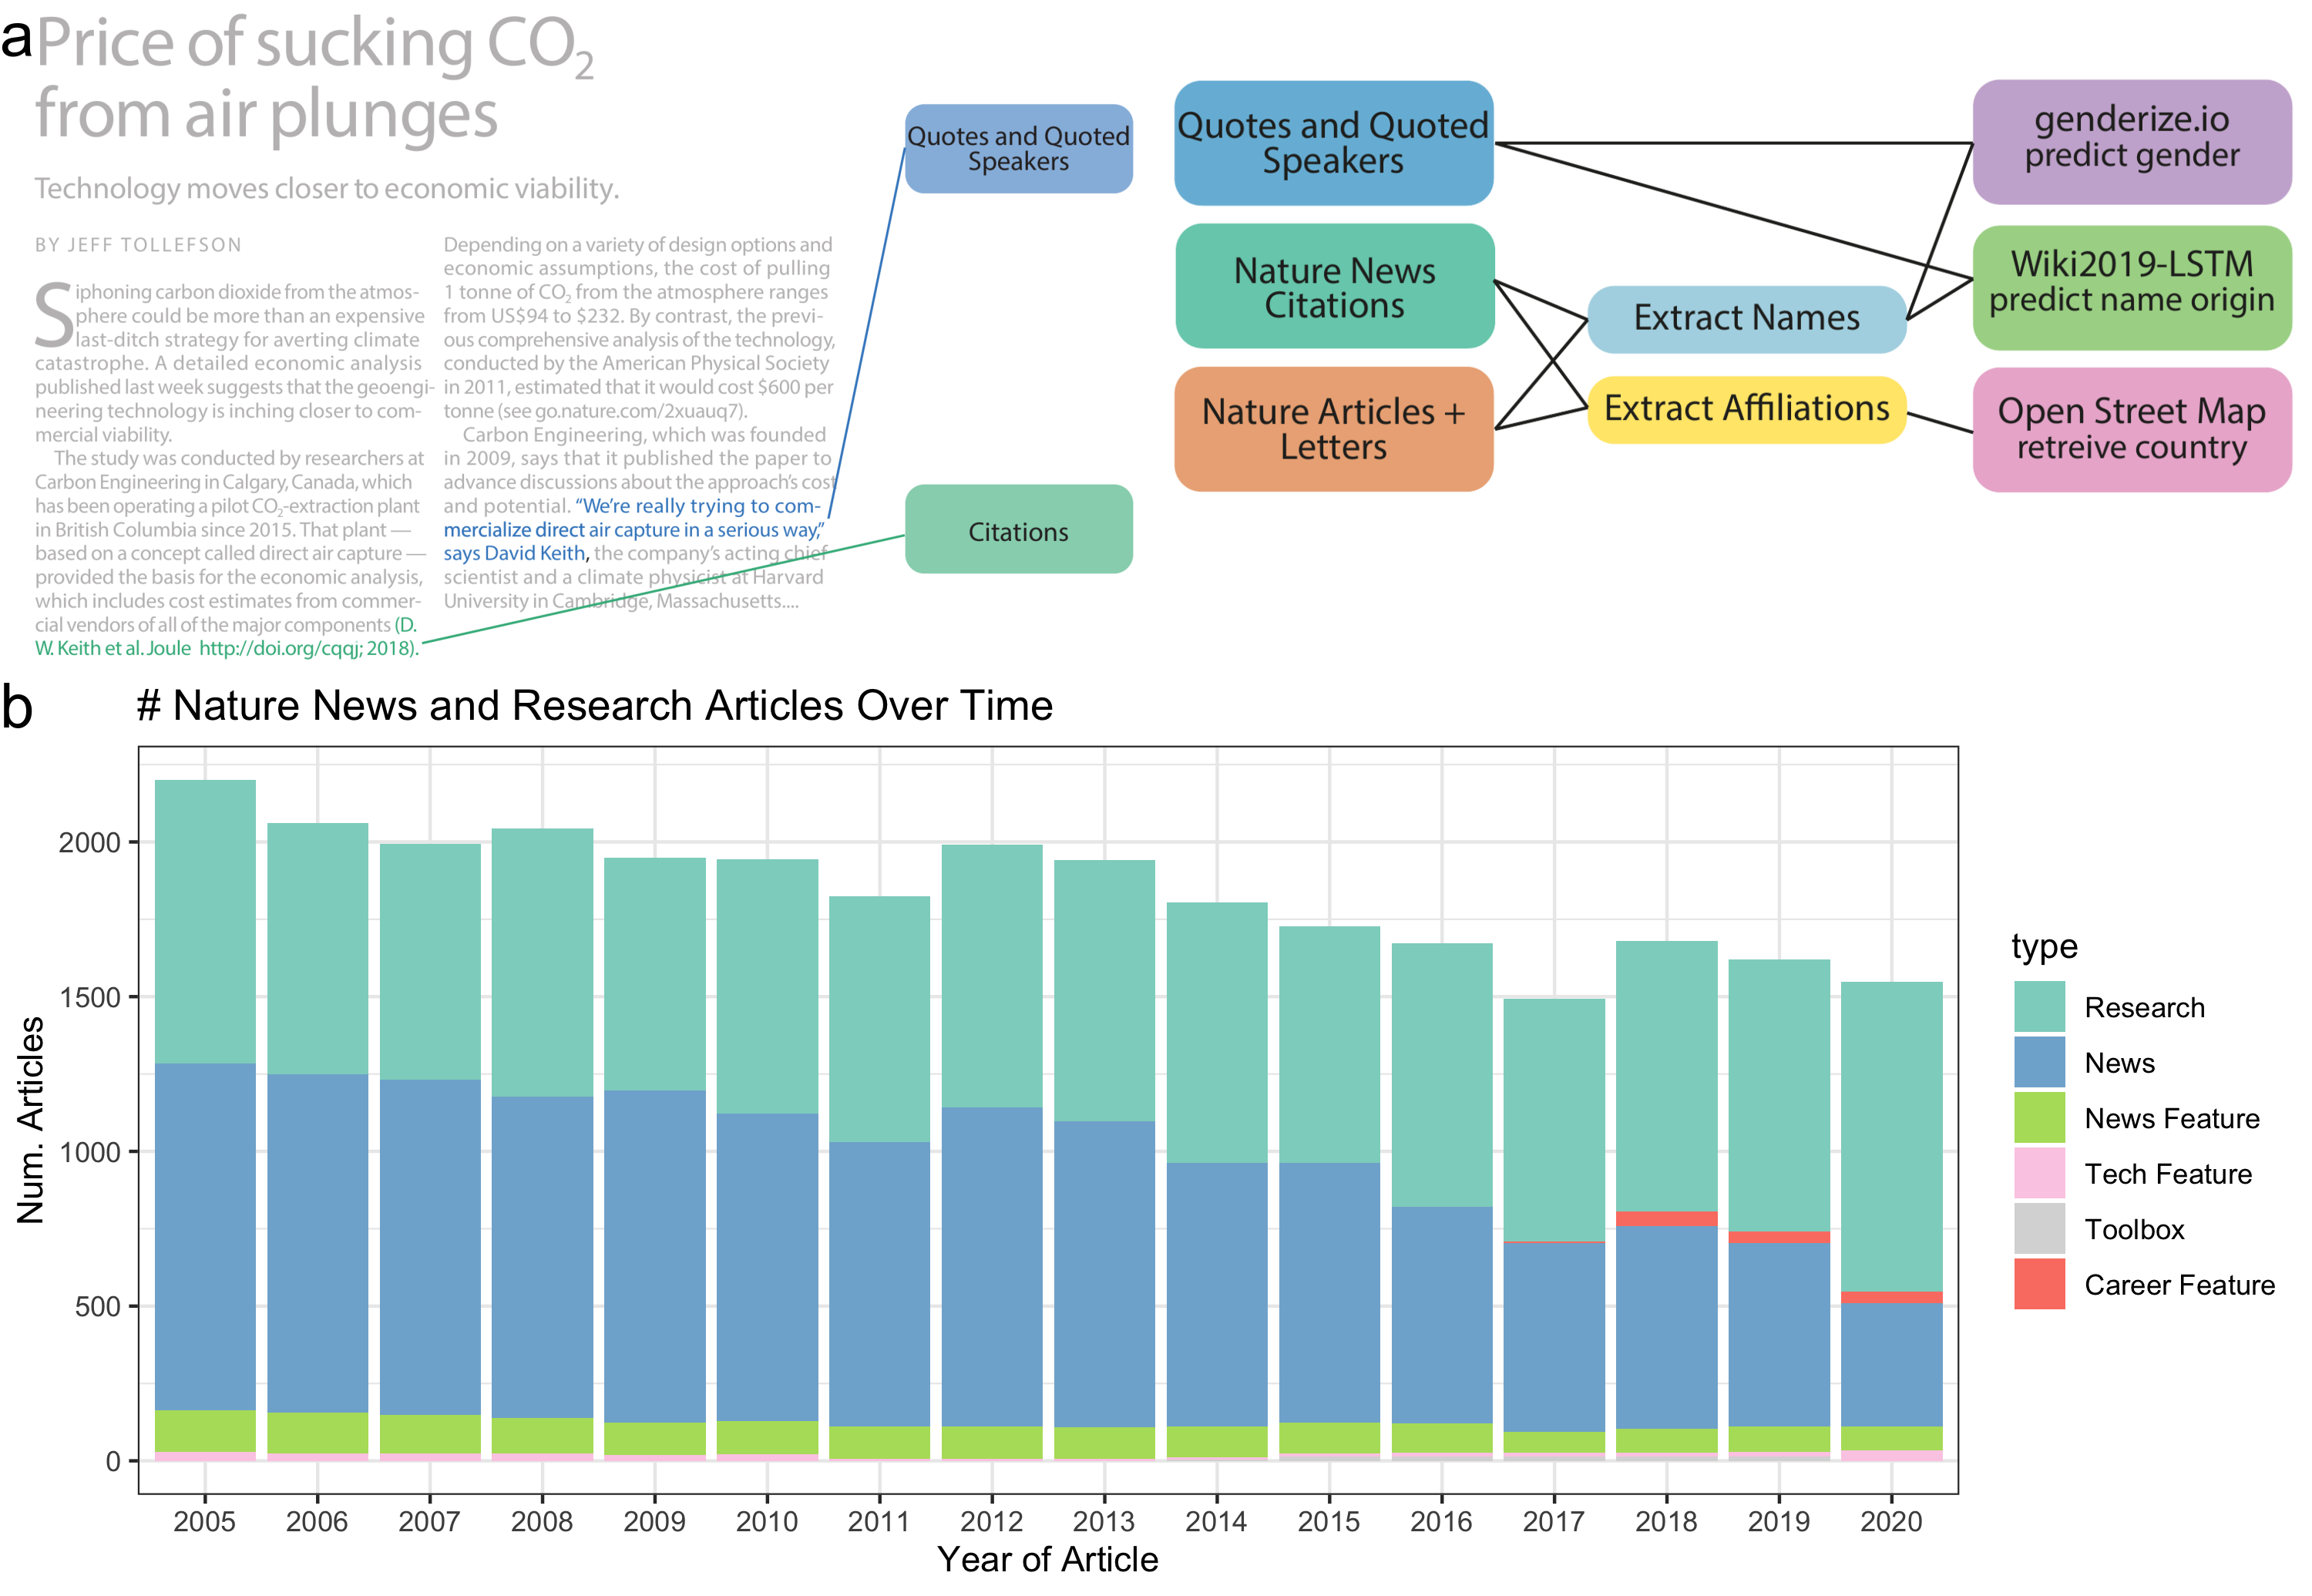 a
Price of sucking CO2
from air plunges
Technology moves closer to economic viability.
BY JEFF TOLLEFSON
Siphoning carbon dioxide from the atmos-
phere could be more than an expensive
last-ditch strategy for averting climate
catastrophe. A detailed economic analysis
published last week suggests that the geoengi-
neering technology is inching closer to com-
mercial viability.
The study was conducted by researchers at
Carbon Engineering in Calgary, Canada, which
has been operating a pilot CO2-extraction plant
in British Columbia since 2015. That plant —
based on a concept called direct air capture —
provided the basis for the economic analysis,
which includes cost estimates from commer-
cial vendors of all of the major components (D.
W. Keith et al. Joule http://doi.org/cqqj; 2018).
Depending on a variety of design options and
economic assumptions, the cost of pulling
1 tonne of CO2 from the atmosphere ranges
from US$94 to $232. By contrast, the previ-
ous comprehensive analysis of the technology,
conducted by the American Physical Society
in 2011, estimated that it would cost $600 per
tonne (see go.nature.com/2xuauq7).
Carbon Engineering, which was founded
in 2009, says that it published the paper to
advance discussions about the approach's cost
and potential. “We're really trying to com-
mercialize direct air capture in a serious way,”
says David Keith, the company's acting chief
scientist and a climate physicist at Harvard
University in Cambridge, Massachusetts....
Quotes and Quoted
Speakers
Citations
Quotes and Quoted
Speakers
Nature News
Citations
Nature Articles +
Letters
Extract Names
Extract Affiliations
genderize.io
predict gender
Wiki2019-LSTM
predict name origin
Open Street Map
retreive country
b
# Nature News and Research Articles Over Time
Num. Articles
2000
1500
1000
500
0
2005 2006 2007 2008 2009 2010 2011 2012 2013 2014 2015 2016 2017 2018 2019 2020
Year of Article
type
Research
News
News Feature
Tech Feature
Toolbox
Career Feature